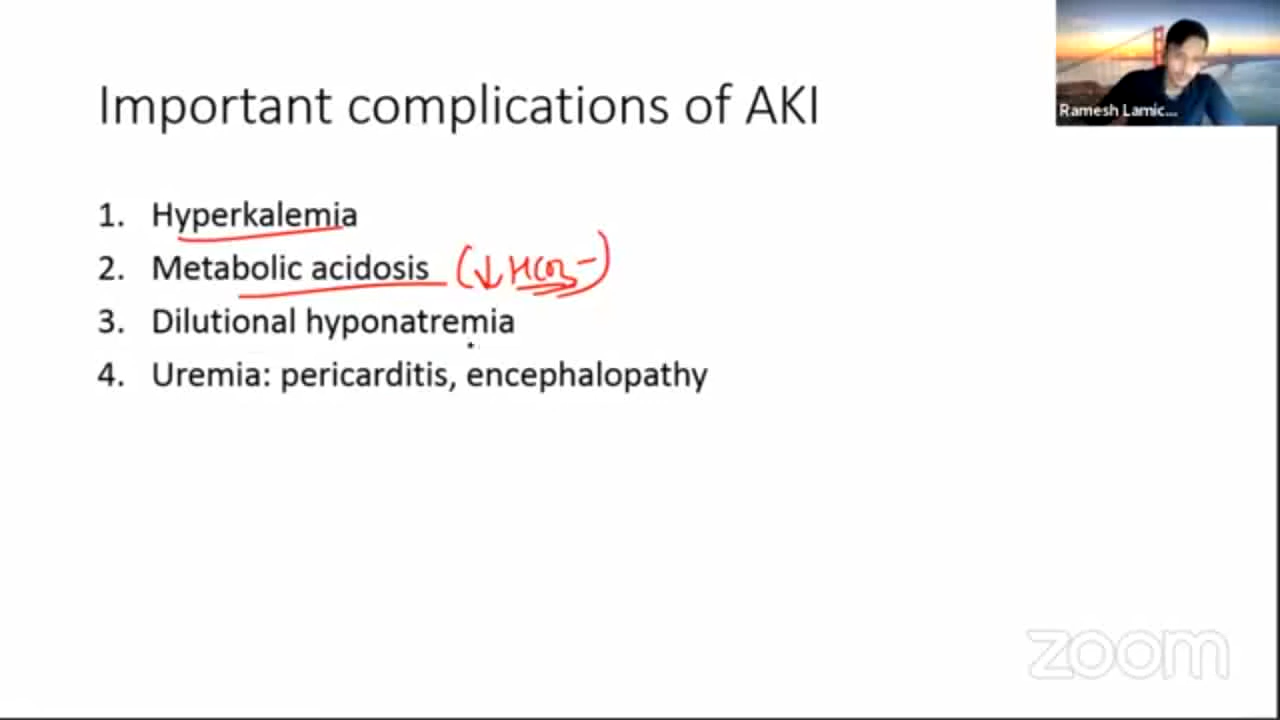 Ramesh Lamic...
Important complications of AKI
1. Hyperkalemia
2. Metabolic acidosis (↓ HCO3-)
3. Dilutional hyponatremia
4. Uremia: pericarditis, encephalopathy
zoom